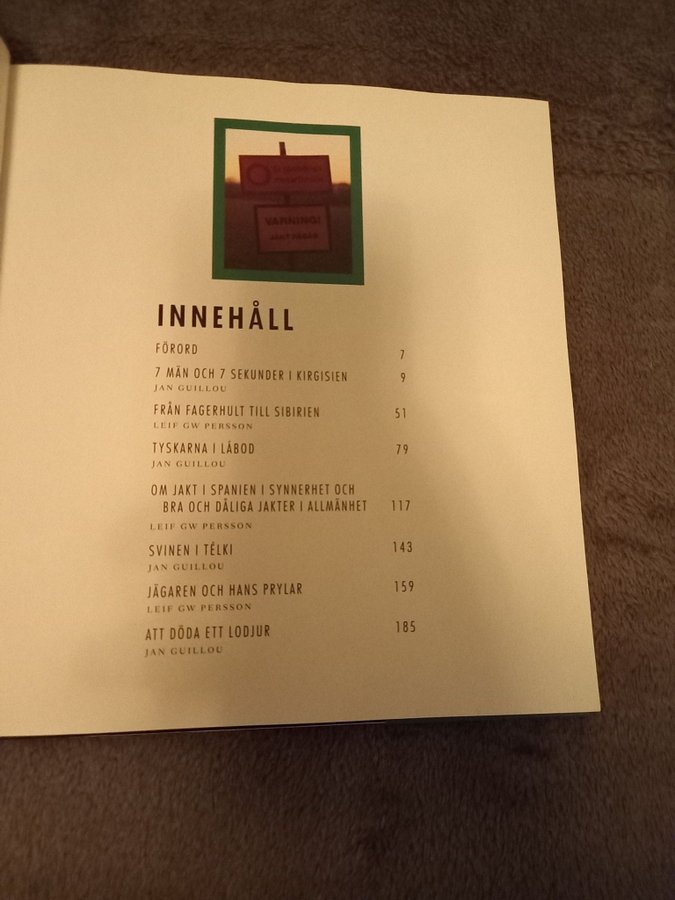 VARNING!
JAKT PÅGÅR
INNEHÅLL
FÖRORD 7
7 MÄN OCH 7 SEKUNDER I KIRGISIEN 9
JAN GUILLOU
FRÅN FAGERHULT TILL SIBIRIEN 51
LEIF GW PERSSON
TYSKARNA I LÁBOD 79
JAN GUILLOU
OM JAKT I SPANIEN I SYNNERHET OCH
BRA OCH DÅLIGA JAKTER I ALLMÄNHET 117
LEIF GW PERSSON
SVINEN I TÉLKI 143
JAN GUILLOU
JÄGAREN OCH HANS PRYLAR 159
LEIF GW PERSSON
ATT DÖDA ETT LODJUR 185
JAN GUILLOU